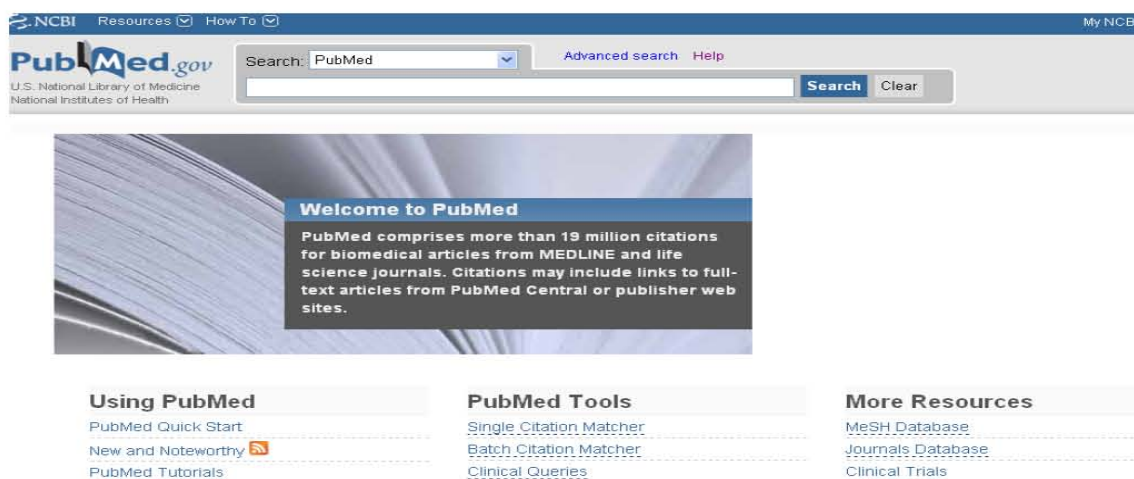 NCBI Resources How To My NCB
PubMed.gov
U.S. National Library of Medicine
National Institutes of Health
Search: PubMed
Advanced search Help
Search Clear
Welcome to PubMed
PubMed comprises more than 19 million citations
for biomedical articles from MEDLINE and life
science journals. Citations may include links to full-
text articles from PubMed Central or publisher web
sites.
Using PubMed
PubMed Quick Start
New and Noteworthy
PubMed Tutorials
PubMed Tools
Single Citation Matcher
Batch Citation Matcher
Clinical Queries
More Resources
MeSH Database
Journals Database
Clinical Trials